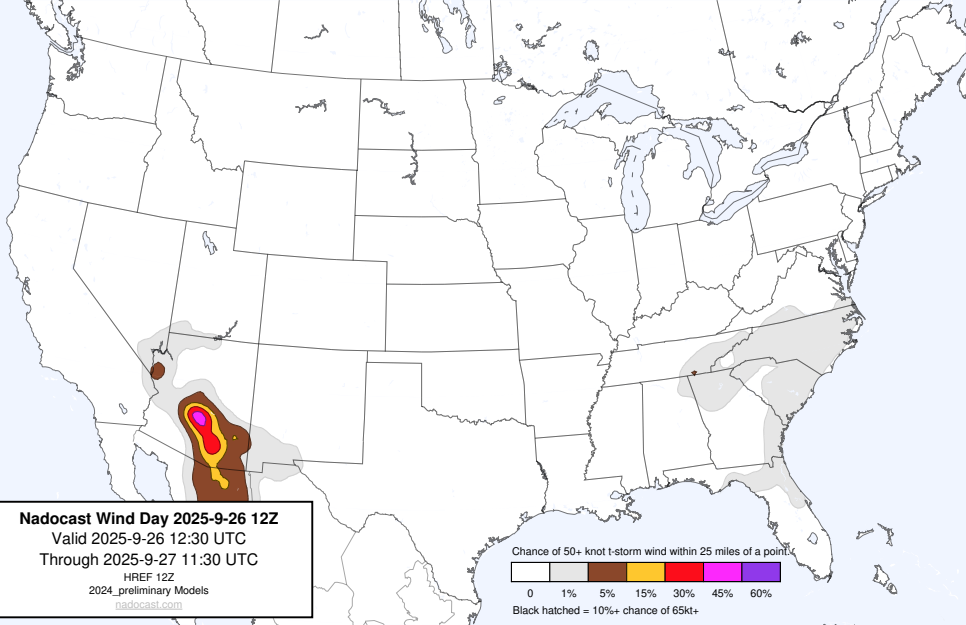 Nadocast Wind Day 2025-9-26 12Z
Valid 2025-9-26 12:30 UTC
Through 2025-9-27 11:30 UTC
HREF 12Z
2024_preliminary Models
nadocast.com
Chance of 50+ knot t-storm wind within 25 miles of a point.
0 1% 5% 15% 30% 45% 60%
Black hatched = 10%+ chance of 65kt+